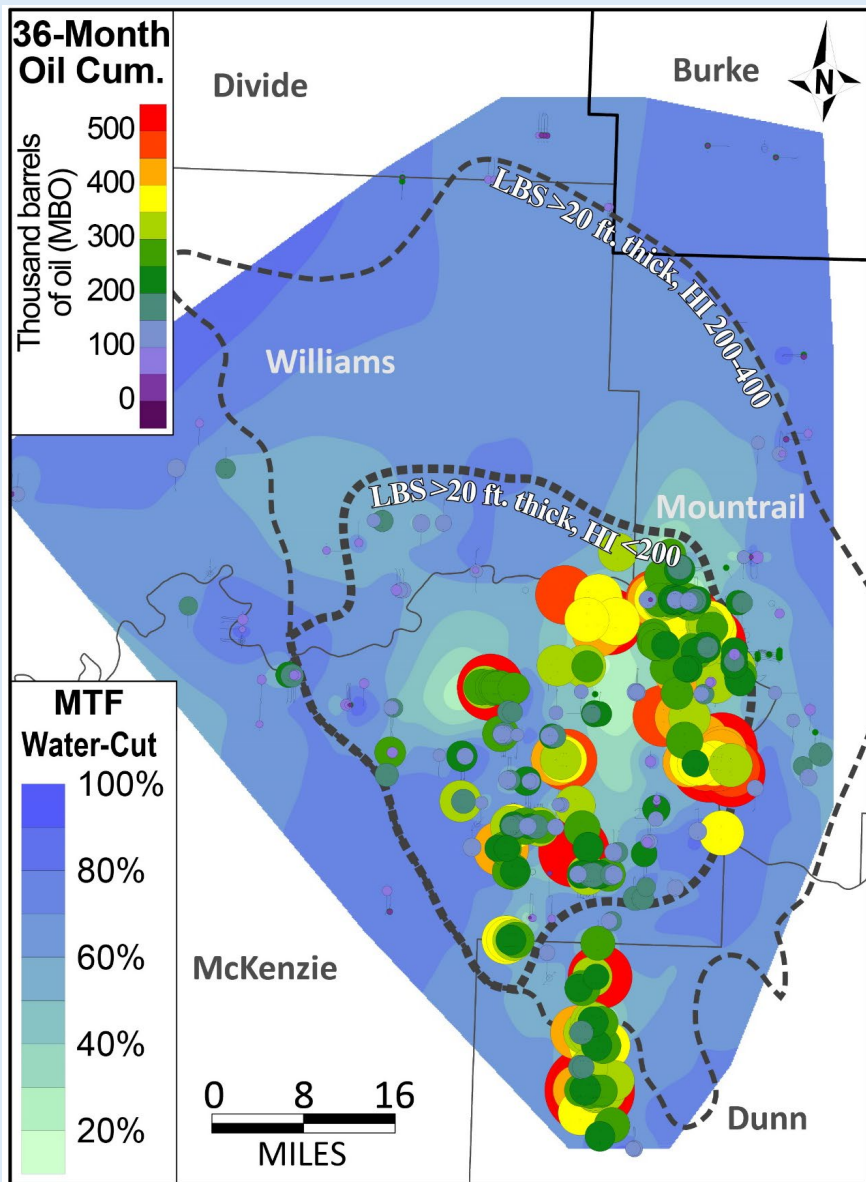 36-Month
Oil Cum.
Thousand barrels
of oil (MBO)
500
400
300
200
100
0
Divide
Burke
N
LBS >20 ft. thick, HI 200-400
Williams
LBS >20 ft. thick, HI <200
Mountrail
MTF
Water-Cut
100%
80%
60%
40%
20%
McKenzie
0 8 16
MILES
Dunn